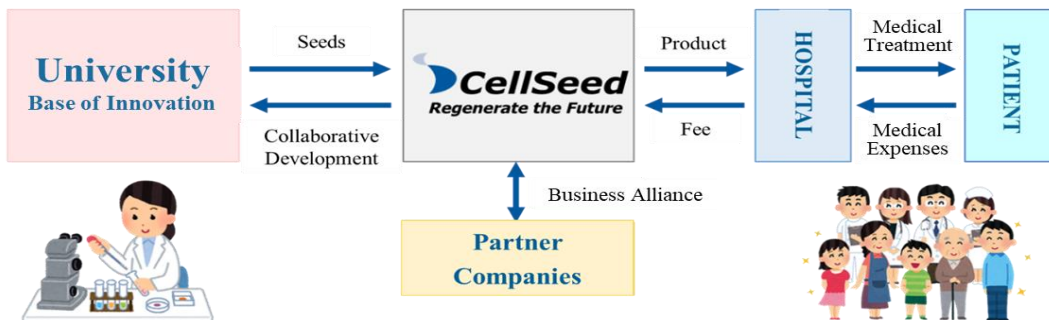 University
Base of Innovation
Seeds
Collaborative
Development
CellSeed
Regenerate the Future
Product
Fee
HOSPITAL
Medical
Treatment
Medical
Expenses
PATIENT
Business Alliance
Partner
Companies